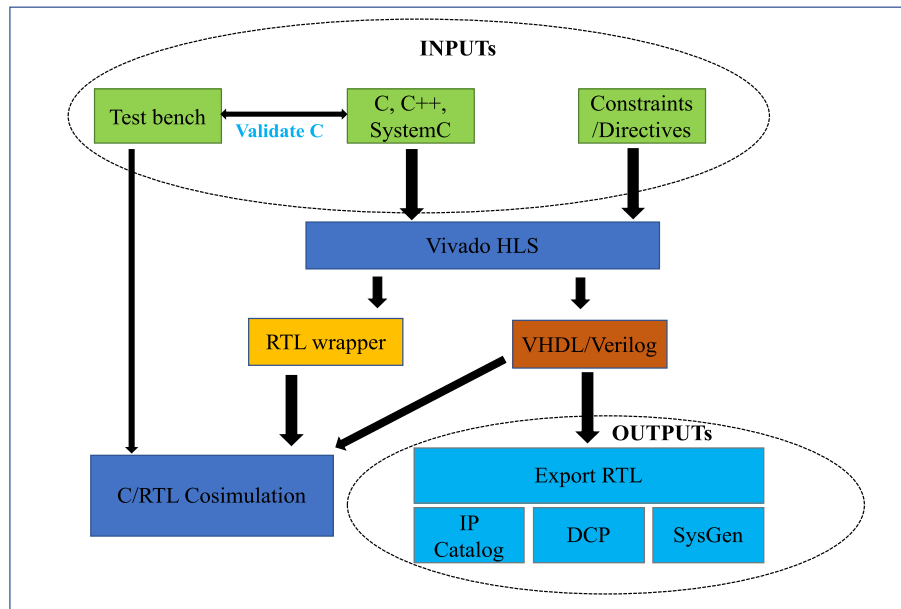 INPUTs
Test bench
Validate C
C, C++,
SystemC
Constraints
/Directives
Vivado HLS
RTL wrapper
VHDL/Verilog
C/RTL Cosimulation
OUTPUTs
Export RTL
IP
Catalog
DCP
SysGen